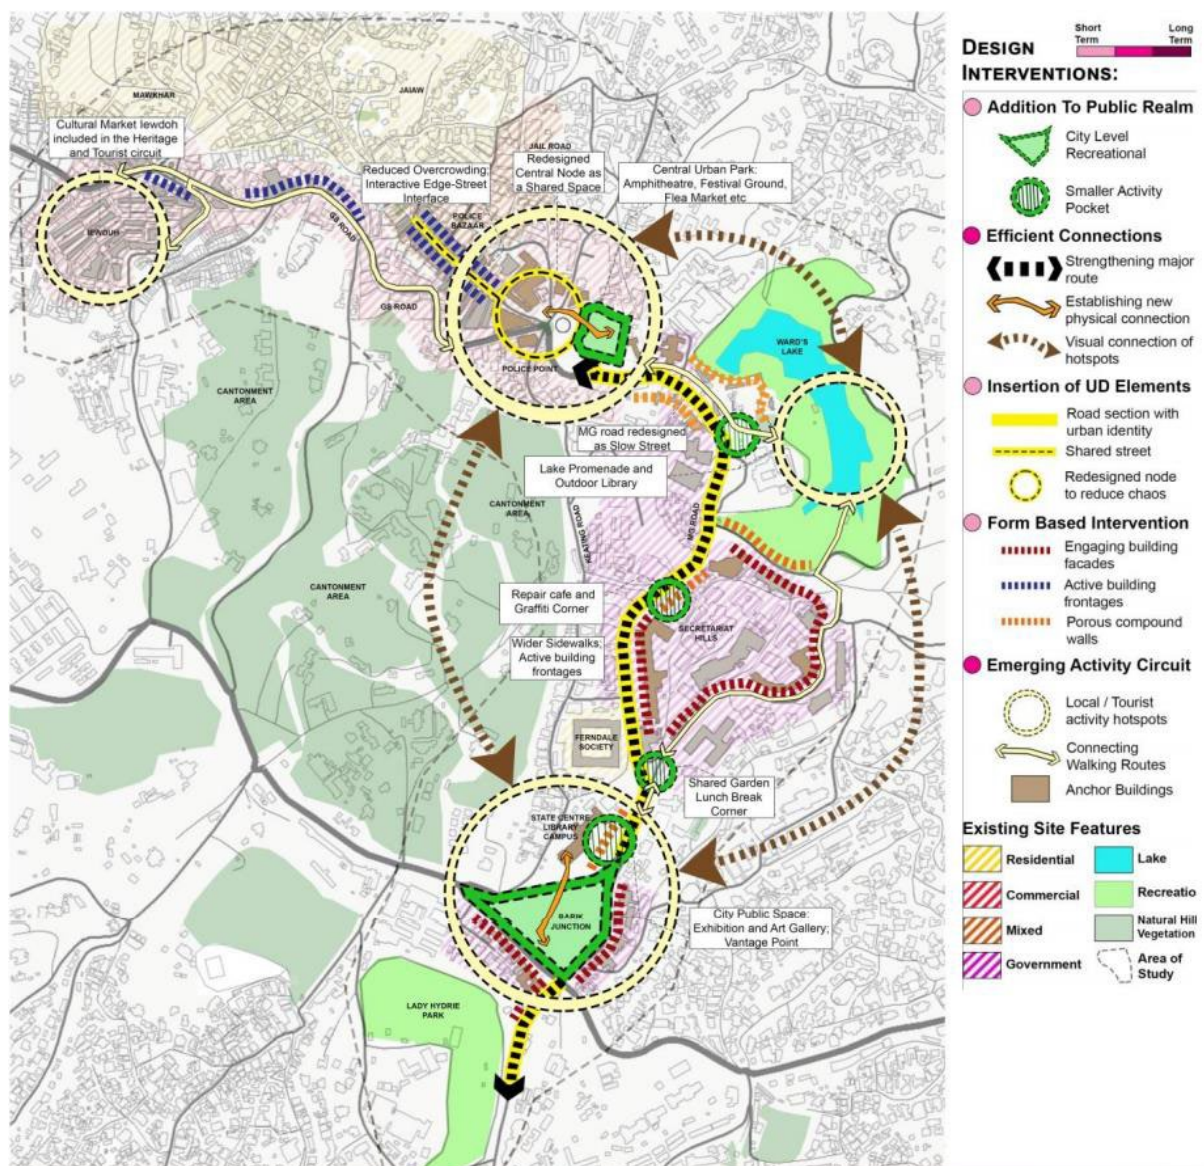 MAWKHAR
JAIAW
Cultural Market Iewdoh
included in the Heritage
and Tourist circuit
JAIL ROAD
Reduced Overcrowding;
Interactive Edge-Street
Interface
Redesigned
Central Node as
a Shared Space
Central Urban Park:
Amphitheatre, Festival Ground,
Flea Market etc
POLICE
BAZAAR
GS ROAD
GS ROAD
POLICE POINT
WARD'S
LAKE
CANTONMENT
AREA
MG road redesigned
as Slow Street
Lake Promenade and
Outdoor Library
CANTONMENT
AREA
KEATING ROAD
MG ROAD
CANTONMENT
AREA
Repair cafe and
Graffiti Corner
SECRETARIAT
HILLS
Wider Sidewalks;
Active building
frontages
FERNDALE
SOCIETY
Shared Garden
Lunch Break
Corner
STATE CENTRE
LIBRARY
CAMPUS
BARIK
JUNCTION
City Public Space:
Exhibition and Art Gallery;
Vantage Point
LADY HYDRIE
PARK
DESIGN
INTERVENTIONS:
Short
Term
Long
Term
Addition To Public Realm
City Level
Recreational
Smaller Activity
Pocket
Efficient Connections
Strengthening major
route
Establishing new
physical connection
Visual connection of
hotspots
Insertion of UD Elements
Road section with
urban identity
Shared street
Redesigned node
to reduce chaos
Form Based Intervention
Engaging building
facades
Active building
frontages
Porous compound
walls
Emerging Activity Circuit
Local / Tourist
activity hotspots
Connecting
Walking Routes
Anchor Buildings
Existing Site Features
Residential
Lake
Commercial
Recreatio
Mixed
Natural Hill
Vegetation
Government
Area of
Study